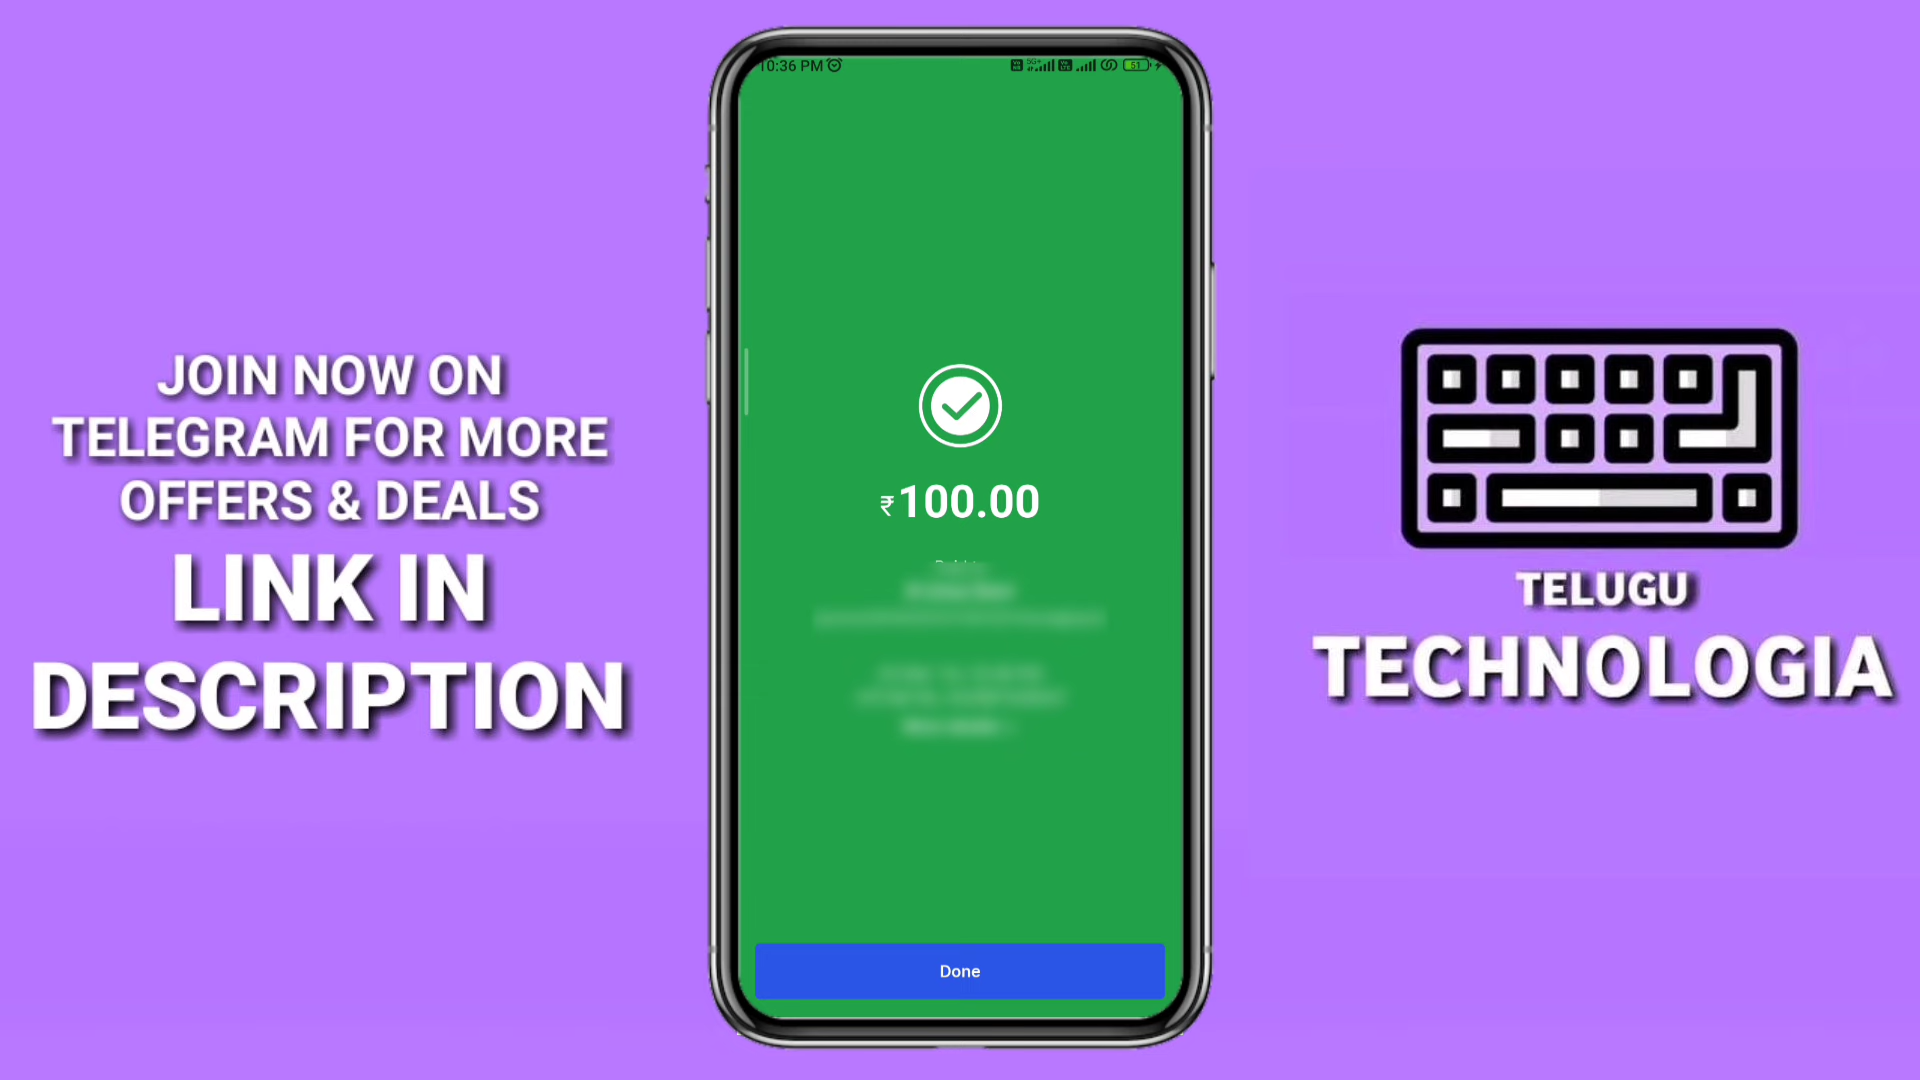 JOIN NOW ON
TELEGRAM FOR MORE
OFFERS & DEALS
LINK IN
DESCRIPTION
10:36 PM
51
₹100.00
Done
TELUGU
TECHNOLOGIA